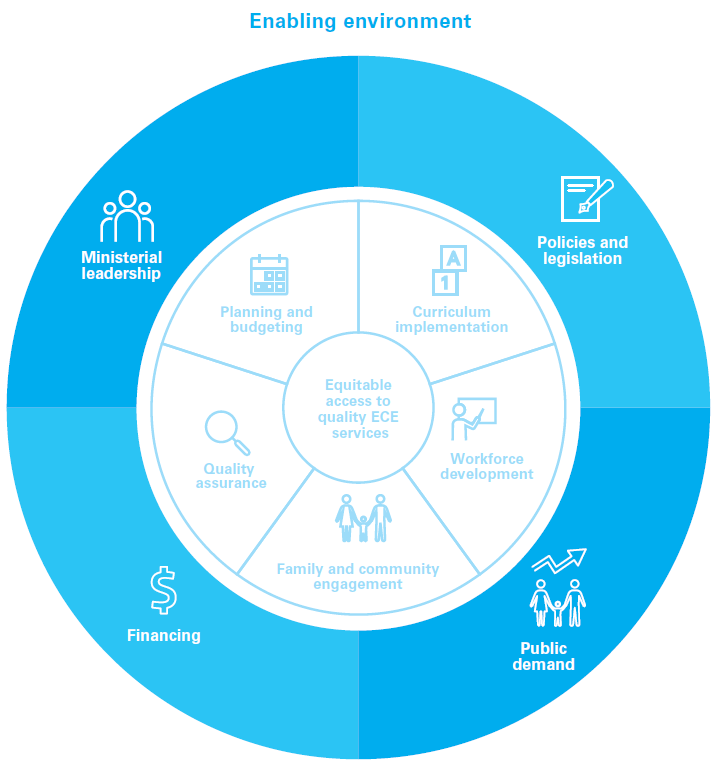 Enabling environment
Ministerial
leadership
Policies and
legislation
Planning and
budgeting
A
1
Curriculum
implementation
Equitable
access to
quality ECE
services
Quality
assurance
Workforce
development
Family and community
engagement
$
Financing
Public
demand